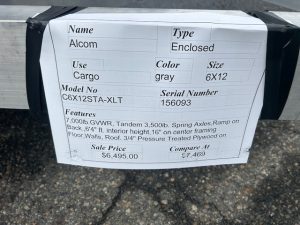 Name Type
Alcom Enclosed
Use Color Size
Cargo gray 6X12
Model No Serial Number
C6X12STA-XLT 156093
Features
7,000lb GVWR, Tandem 3,500lb. Spring Axles,Ramp on
Back ,6'4" ft. interior height,16" on center framing
Floor,Walls, Roof. 3/4" Pressure Treated Plywood on
Sale Price Compare At
$6,495.00 $7,469